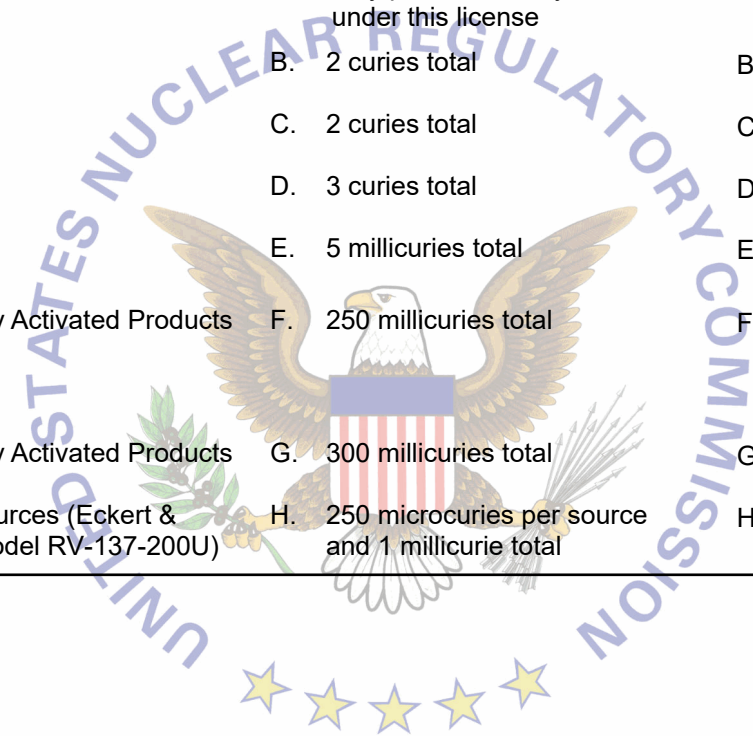 under this license
B. 2 curies total B
C. 2 curies total C
D. 3 curies total D
E. 5 millicuries total E
Activated Products F. 250 millicuries total F
Activated Products G. 300 millicuries total G
(Eckert & H. 250 microcuries per source H
RV-137-200U) and 1 millicurie total
UNITED STATES NUCLEAR REGULATORY COMMISSION